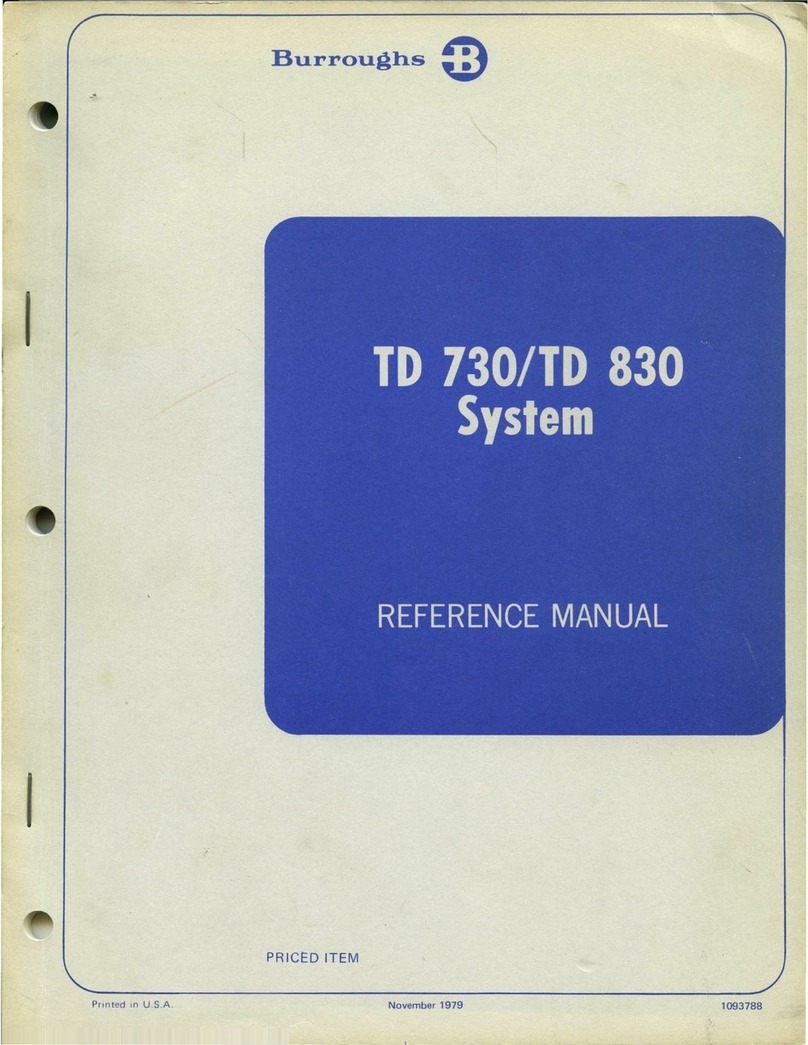 Burroughs B
TD 730/TD 830
System
REFERENCE MANUAL
PRICED ITEM
Printed in U.S.A.
November 1979
1093788